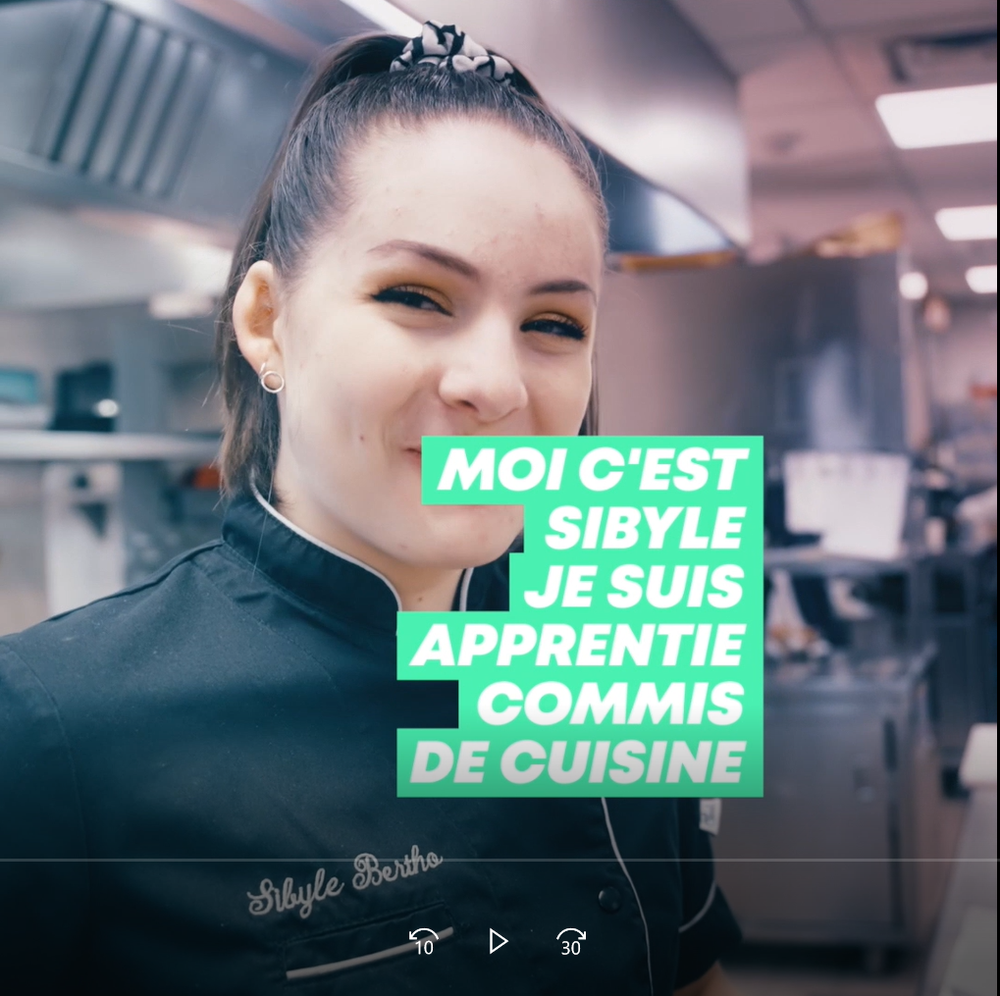 MOI C'EST
SIBYLE
JE SUIS
APPRENTIE
COMMIS
DE CUISINE
Sibyle Bertho
10
30